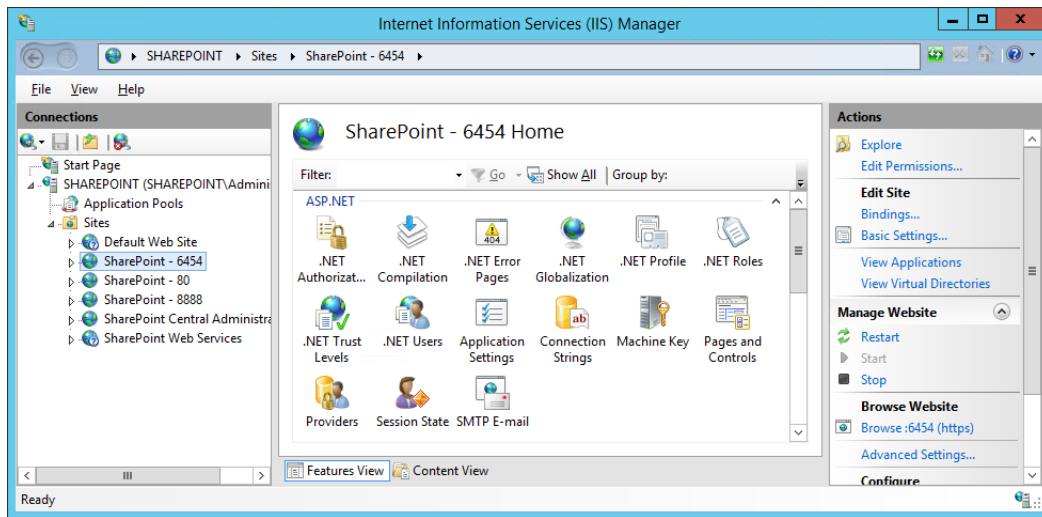 Internet Information Services (IIS) Manager
SHAREPOINT Sites SharePoint - 6454
File View Help
Connections
Start Page
SHAREPOINT (SHAREPOINT\Admini
Application Pools
Sites
Default Web Site
SharePoint - 6454
SharePoint - 80
SharePoint - 8888
SharePoint Central Administra
SharePoint Web Services
SharePoint - 6454 Home
Filter: Go Show All Group by:
ASP.NET
404
.NET Authorizat...
.NET Compilation
.NET Error Pages
.NET Globalization
.NET Profile
.NET Roles
ab
.NET Trust Levels
.NET Users
Application Settings
Connection Strings
Machine Key
Pages and Controls
Providers
Session State
SMTP E-mail
Features View Content View
Actions
Explore
Edit Permissions...
Edit Site
Bindings...
Basic Settings...
View Applications
View Virtual Directories
Manage Website
Restart
Start
Stop
Browse Website
Browse :6454 (https)
Advanced Settings...
Configure
Ready